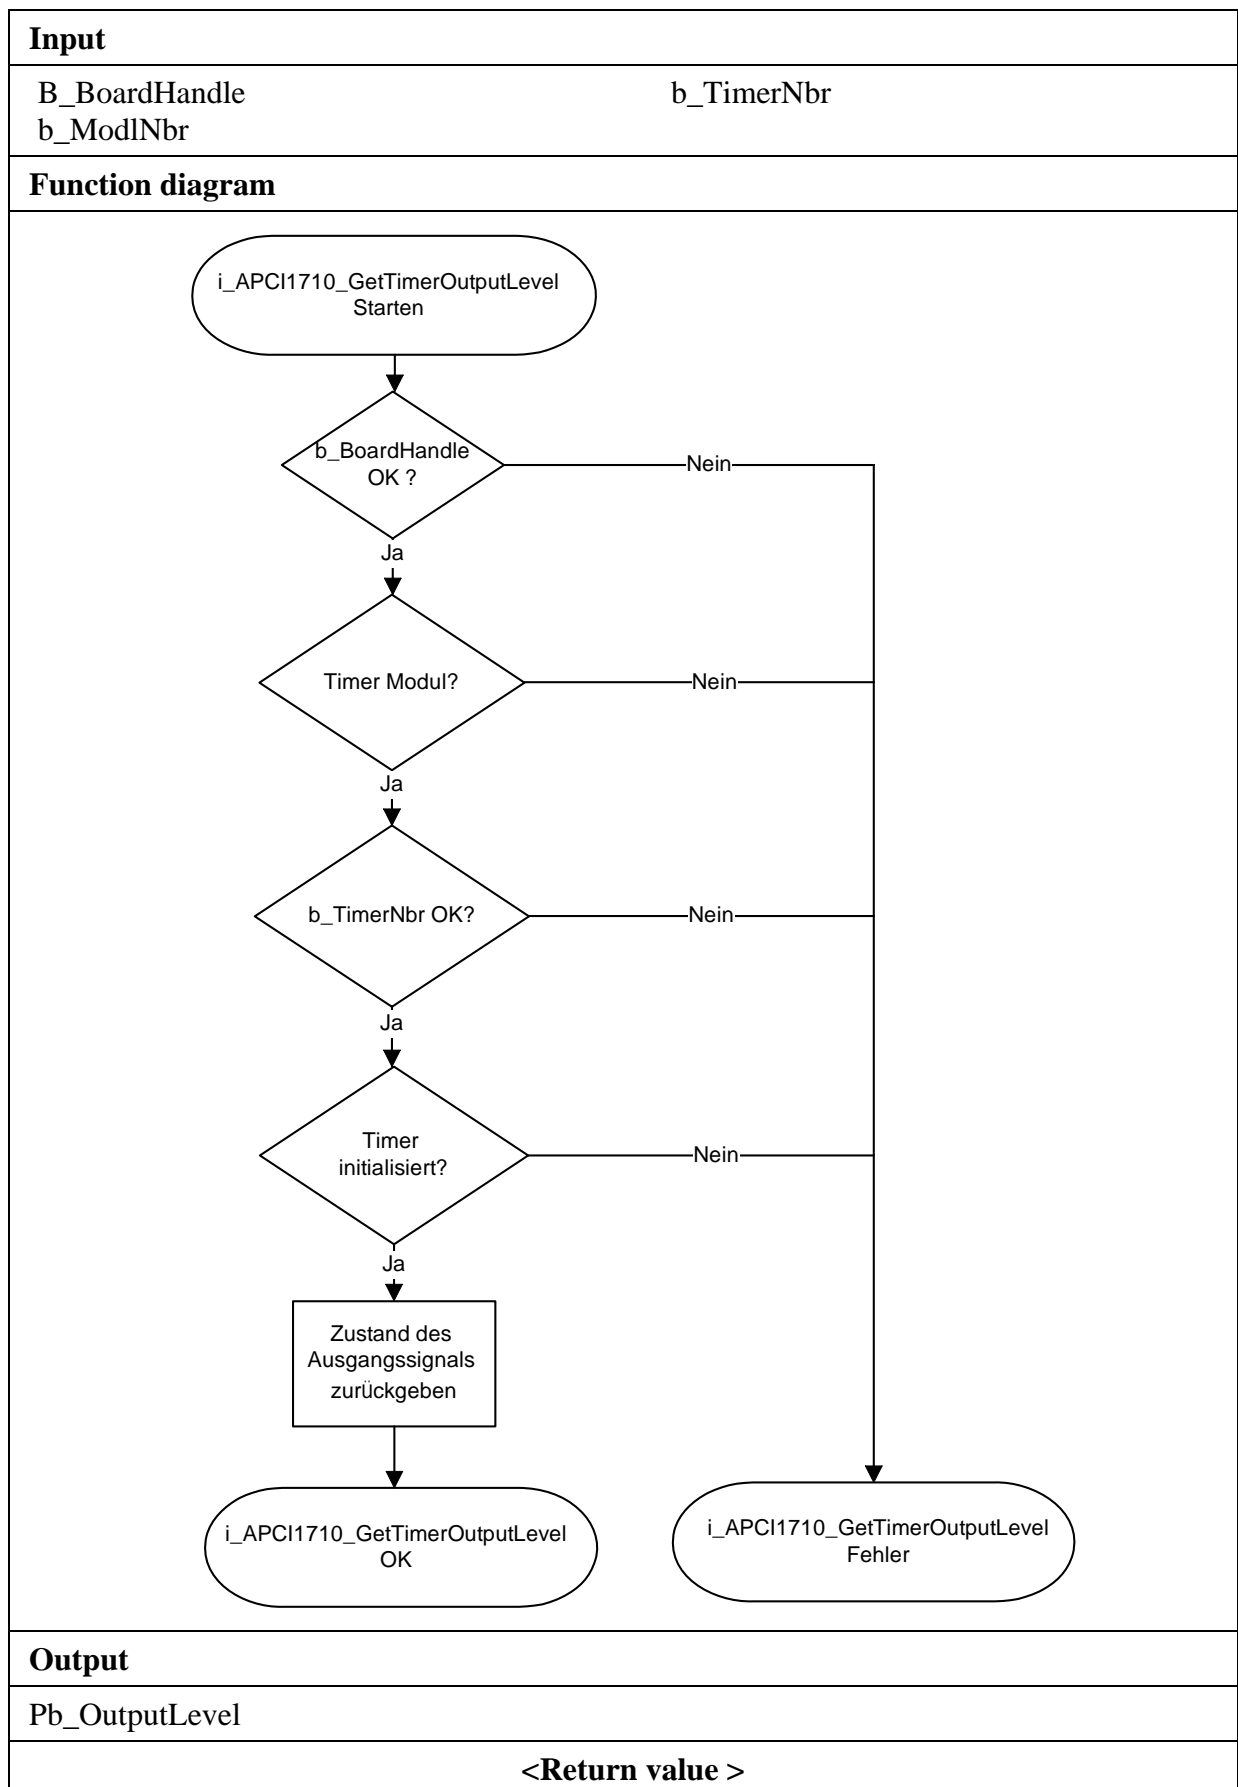 Input
B_BoardHandle b_TimerNbr
b_ModlNbr
Function diagram
i_APCI1710_GetTimerOutputLevel
Starten
b_BoardHandle
OK ?
Nein
Ja
Timer Modul?
Nein
Ja
b_TimerNbr OK?
Nein
Ja
Timer
initialisiert?
Nein
Ja
Zustand des
Ausgangssignals
zurückgeben
i_APCI1710_GetTimerOutputLevel
OK
i_APCI1710_GetTimerOutputLevel
Fehler
Output
Pb_OutputLevel
<Return value >